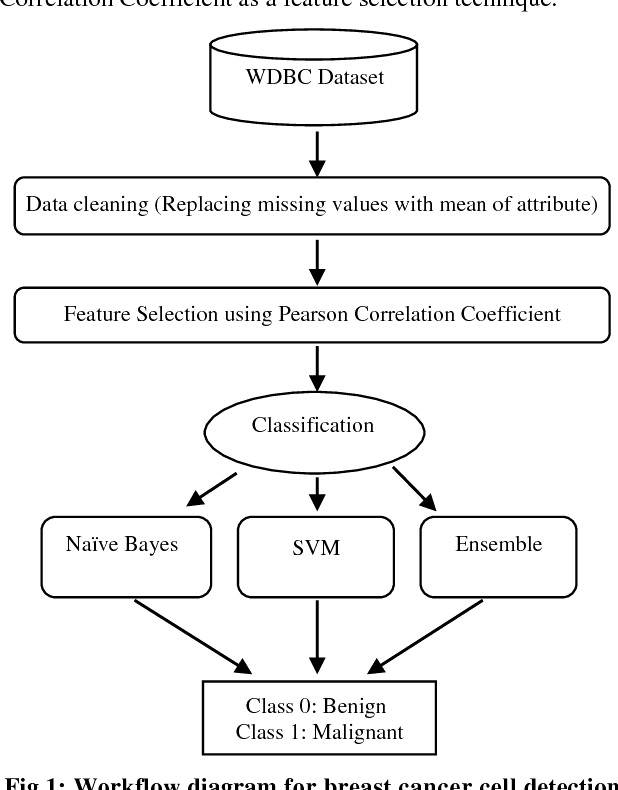 Correlation Coefficient as a feature selection technique.
WDBC Dataset
Data cleaning (Replacing missing values with mean of attribute)
Feature Selection using Pearson Correlation Coefficient
Classification
Naïve Bayes
SVM
Ensemble
Class 0: Benign
Class 1: Malignant
Fig 1: Workflow diagram for breast cancer cell detection